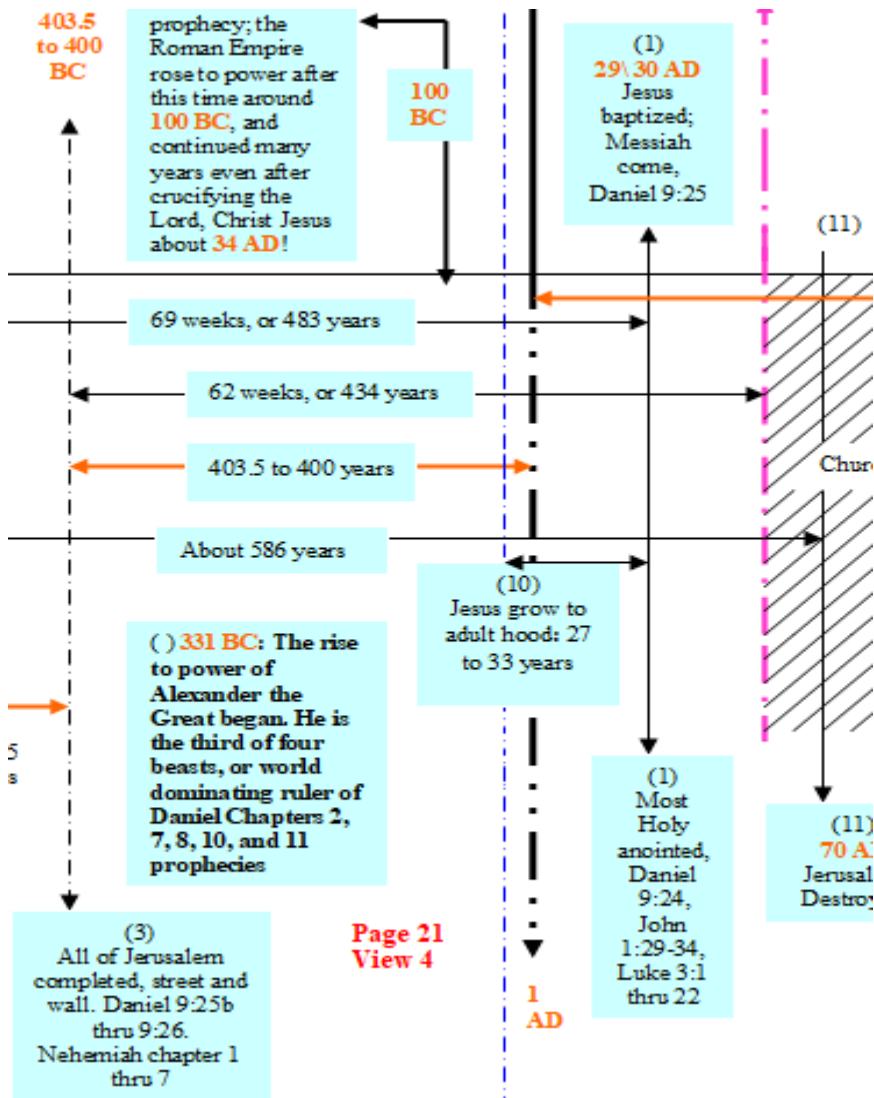 403.5
to 400
BC
prophecy; the
Roman Empire
rose to power after
this time around
100 BC, and
continued many
years even after
crucifying the
Lord, Christ Jesus
about 34 AD!
100
BC
(1)
29\30 AD
Jesus
baptized;
Messiah
come,
Daniel 9:25
(11)
69 weeks, or 483 years
62 weeks, or 434 years
403.5 to 400 years
Churc
About 586 years
(10)
Jesus grow to
adult hood: 27
to 33 years
( ) 331 BC: The rise
to power of
Alexander the
Great began. He is
the third of four
beasts, or world
dominating ruler of
Daniel Chapters 2,
7, 8, 10, and 11
prophecies
5
s
(1)
Most
Holy
anointed,
Daniel
9:24,
John
1:29-34,
Luke 3:1
thru 22
(11)
70 A
Jerusal
Destroy
(3)
All of Jerusalem
completed, street and
wall. Daniel 9:25b
thru 9:26.
Nehemiah chapter 1
thru 7
Page 21
View 4
1
AD